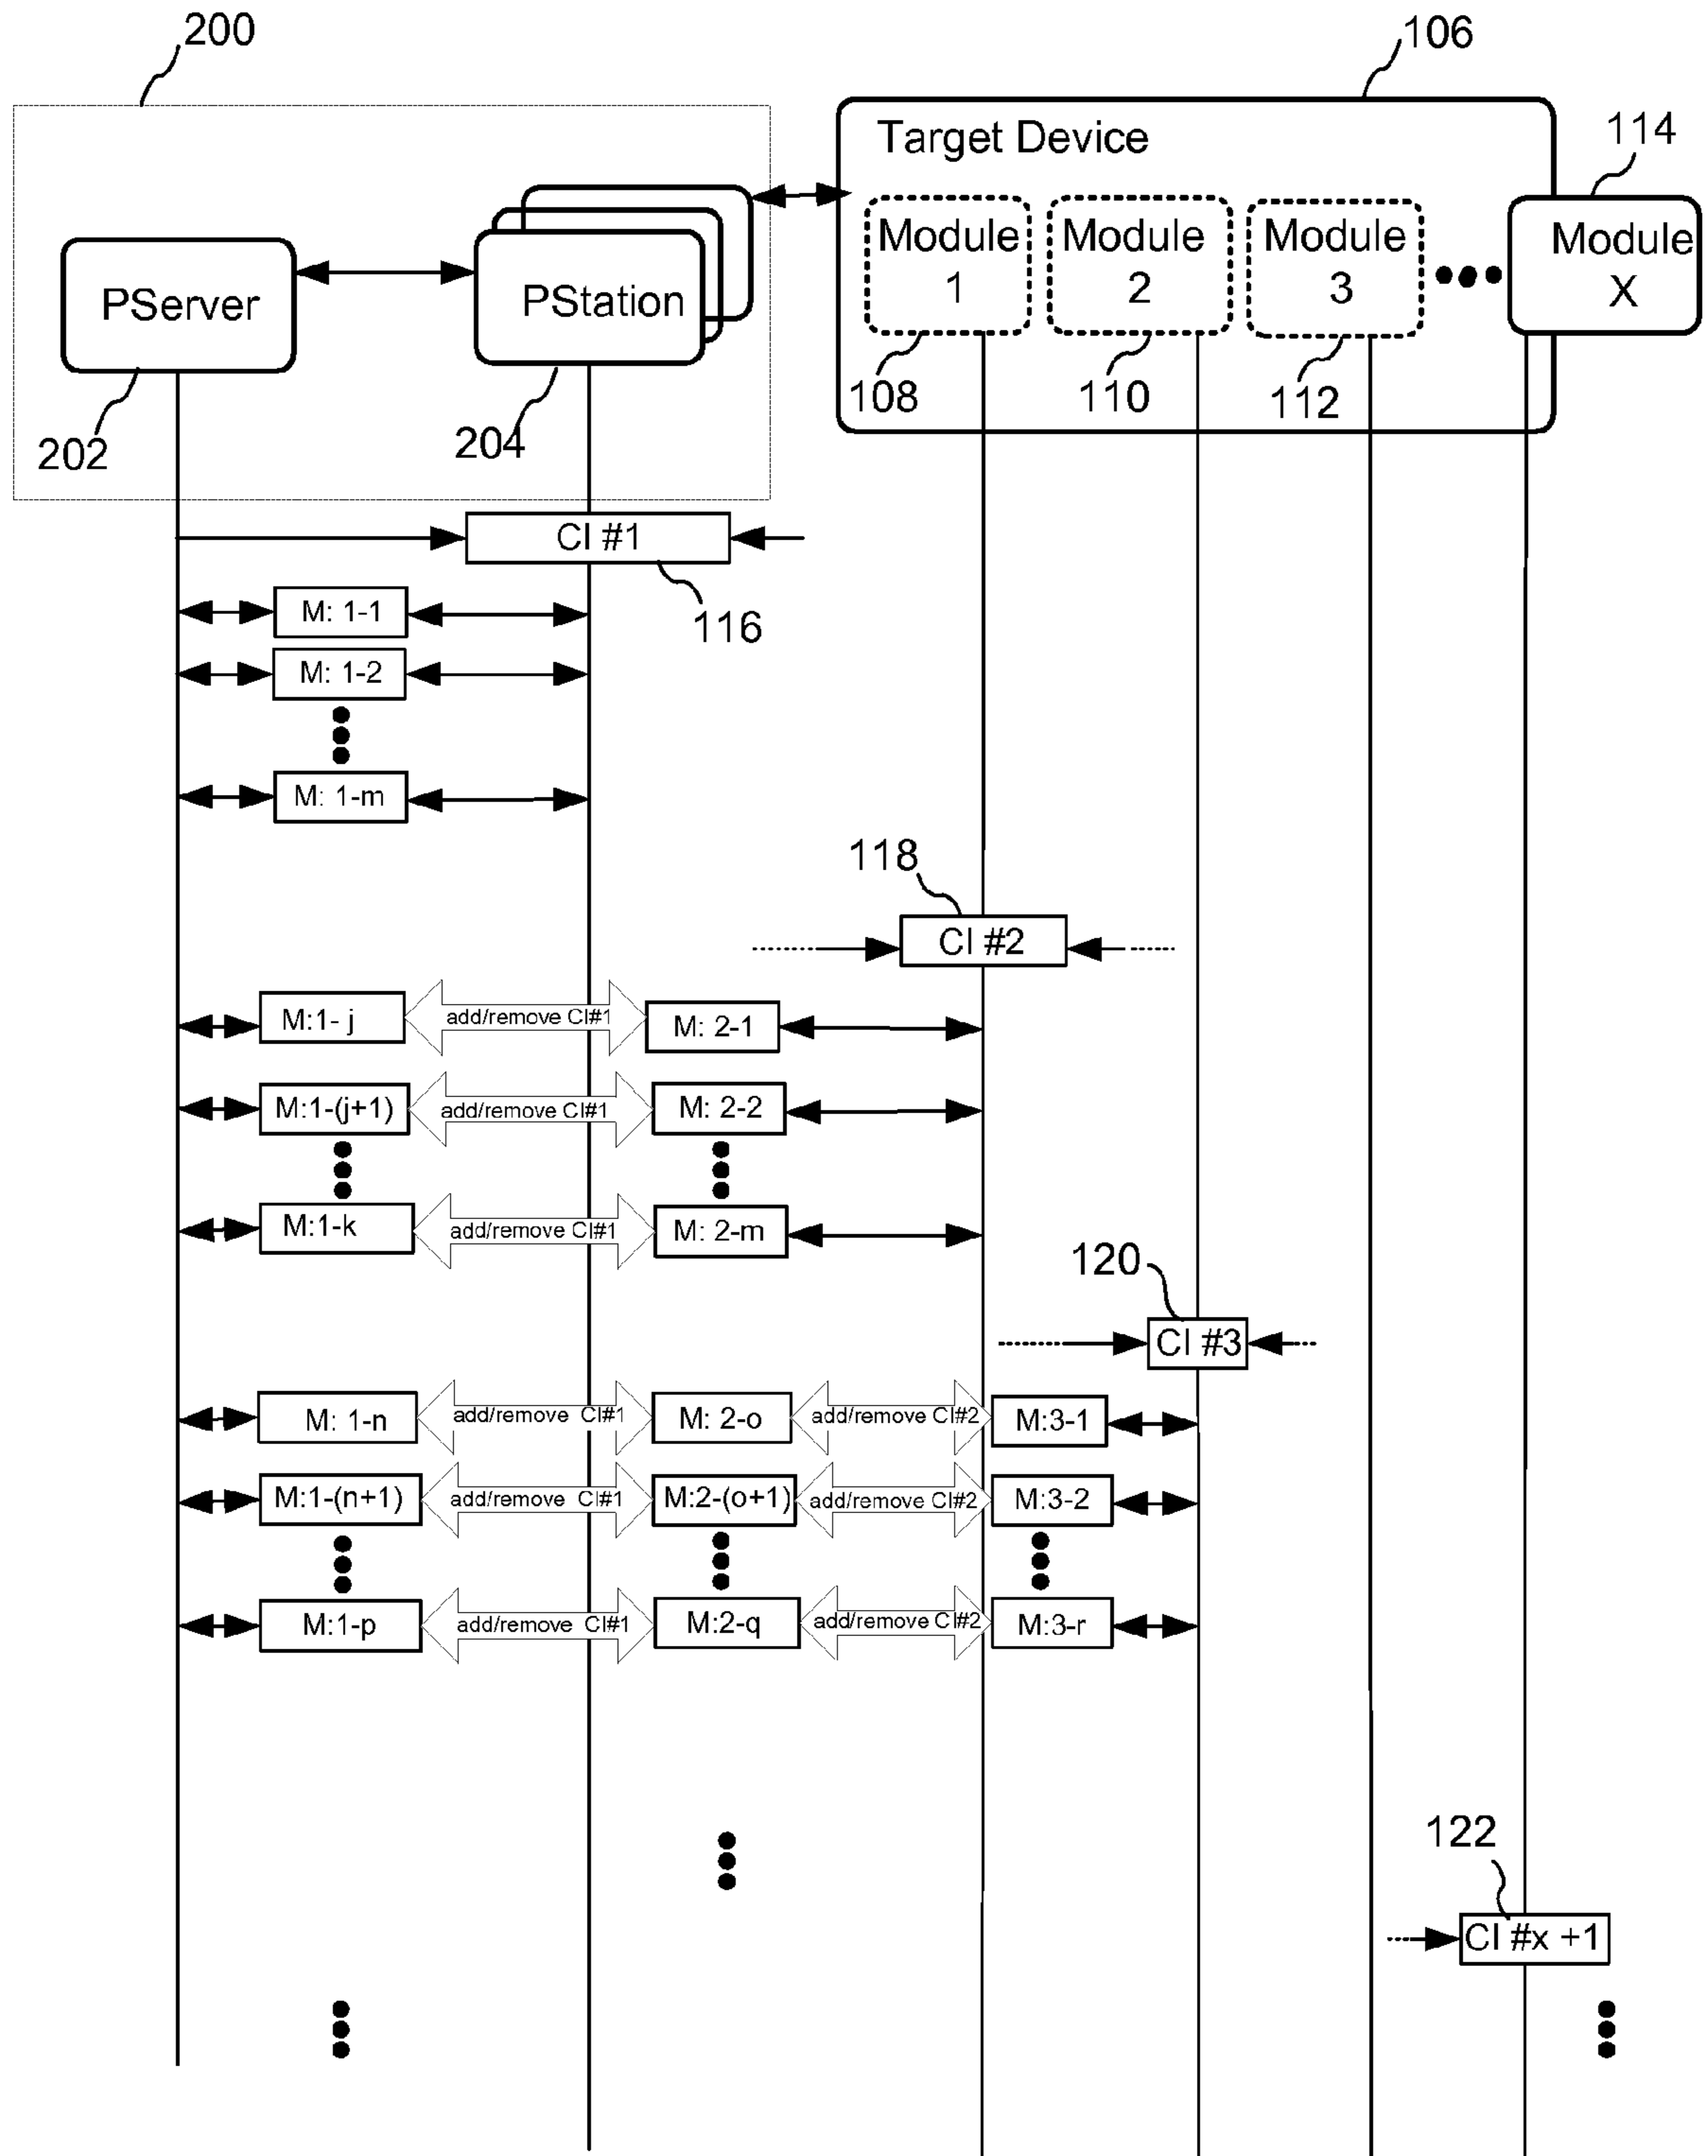 200
106
Target Device
114
Module 1
Module 2
Module 3
Module X
PServer
PStation
108
110
112
202
204
CI #1
116
M: 1-1
M: 1-2
M: 1-m
118
CI #2
M:1- j
add/remove CI#1
M: 2-1
M:1-(j+1)
add/remove CI#1
M: 2-2
M:1-k
add/remove CI#1
M: 2-m
120
CI #3
M: 1-n
add/remove CI#1
M: 2-o
add/remove CI#2
M:3-1
M:1-(n+1)
add/remove CI#1
M:2-(o+1)
add/remove CI#2
M:3-2
M:1-p
add/remove CI#1
M:2-q
add/remove CI#2
M:3-r
122
CI #x +1